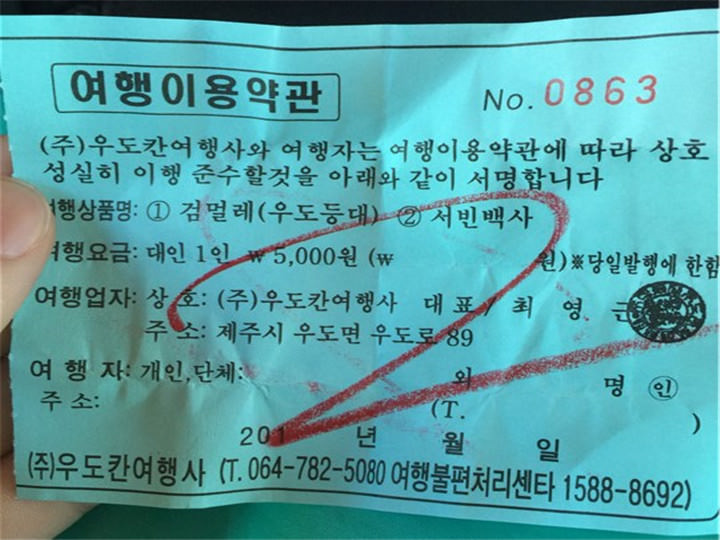 여행이용약관
No. 0863
(주)우도칸여행사와 여행자는 여행이용약관에 따라 상호
성실히 이행 준수할것을 아래와 같이 서명합니다
여행상품명: ① 검멀레(우도등대) ② 서빈백사
여행요금: 대인 1인 ₩5,000원 (₩ 원)※당일발행에 한함
여행업자: 상 호: (주)우도칸여행사 대 표/ 최 영 근
주 소: 제주시 우도면 우도로 89
여 행 자: 개인,단체: 외 명 ㊞
주 소: (T. )
201 년 월 일
(주)우도칸여행사 (T. 064-782-5080 여행불편처리센타 1588-8692)